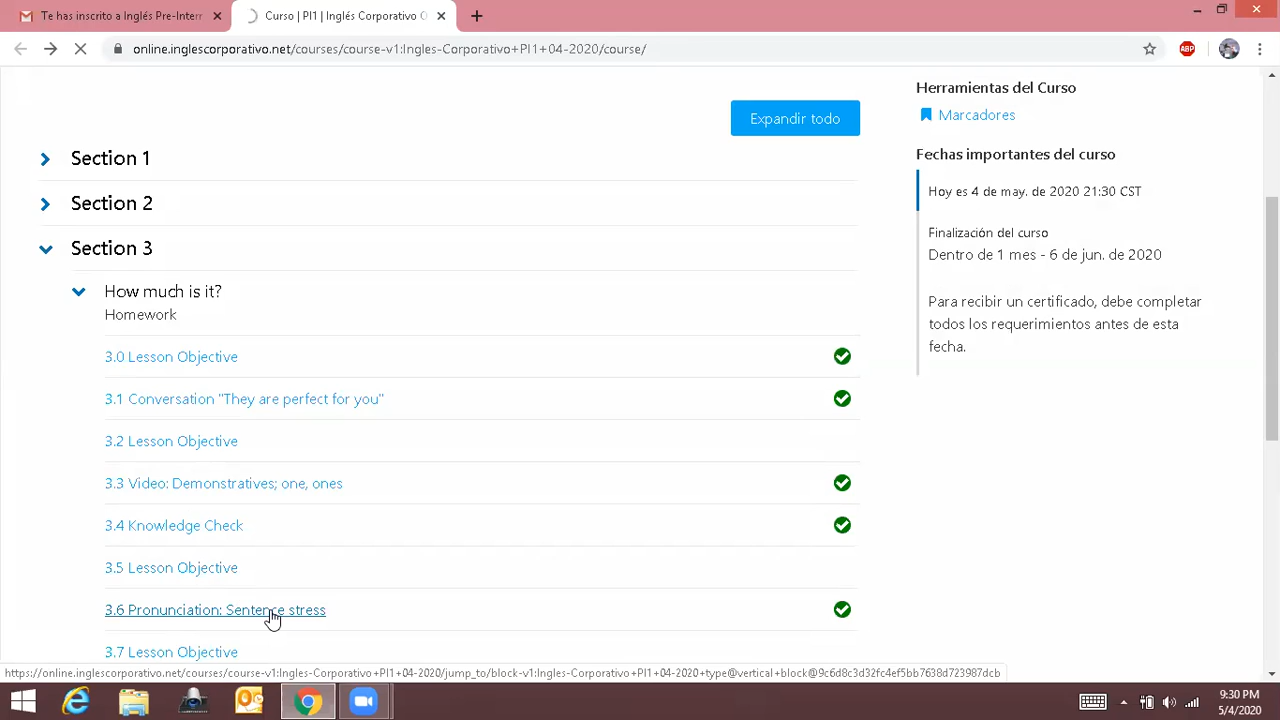 Te has inscrito a Inglés Pre-Interr
Curso | PI1 | Inglés Corporativo O
online.inglescorporativo.net/courses/course-v1:Ingles-Corporativo+PI1+04-2020/course/
ABP
Herramientas del Curso
Marcadores
Expandir todo
Fechas importantes del curso
Section 1
Hoy es 4 de may. de 2020 21:30 CST
Section 2
Finalización del curso
Dentro de 1 mes - 6 de jun. de 2020
Section 3
Para recibir un certificado, debe completar
todos los requerimientos antes de esta
fecha.
How much is it?
Homework
3.0 Lesson Objective
3.1 Conversation "They are perfect for you"
3.2 Lesson Objective
3.3 Video: Demonstratives; one, ones
3.4 Knowledge Check
3.5 Lesson Objective
3.6 Pronunciation: Sentence stress
3.7 Lesson Objective
https://online.inglescorporativo.net/courses/course-v1:Ingles-Corporativo+PI1+04-2020/jump_to/block-v1:Ingles-Corporativo+PI1+04-2020+type@vertical+block@9c6d8c3d32fc4ef5bb7638d723987dcb
9:30 PM
5/4/2020